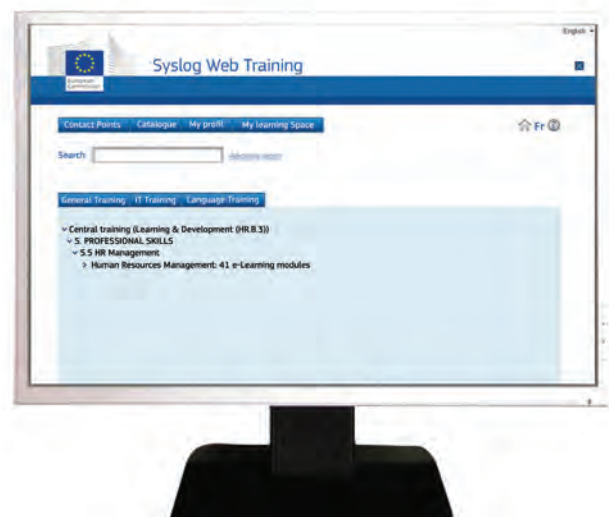 English
Syslog Web Training
European
Commission
Contact Points Catalogue My profil My learning Space
Fr
Search
Advanced search
General Training IT Training Language Training
Central training (Learning & Development (HR.B.3))
5. PROFESSIONAL SKILLS
5.5 HR Management
Human Resources Management: 41 e-Learning modules